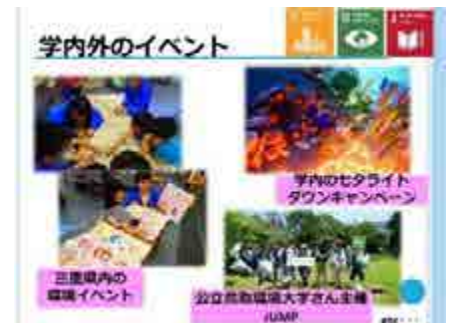 学内外のイベント
学内の七夕ライト
ダウンキャンペーン
三重県内の
環境イベント
公立鳥取環境大学さん主催
JUMP